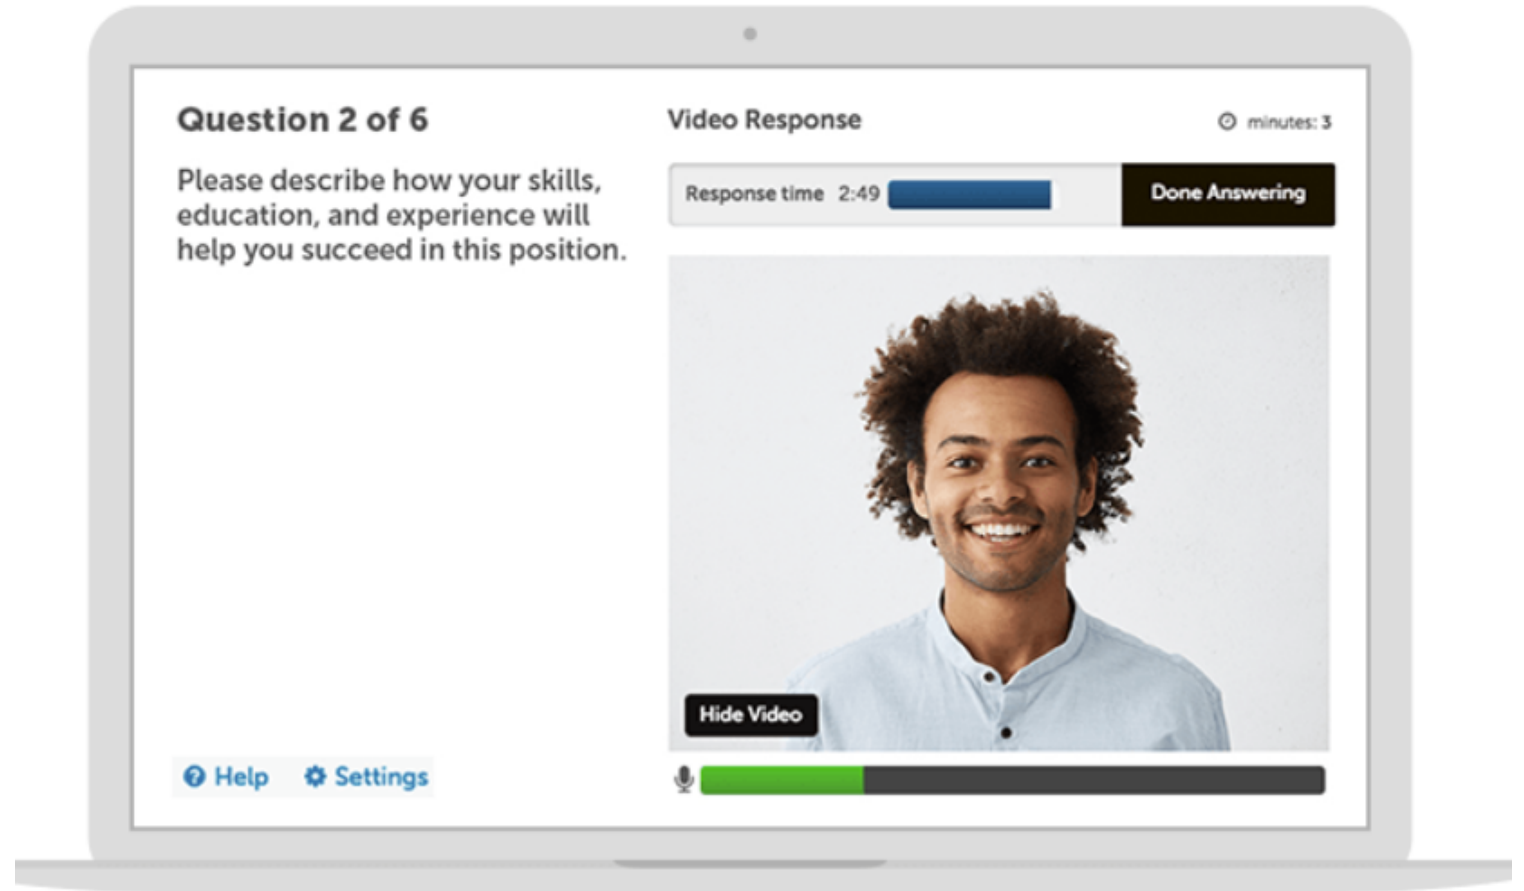 Question 2 of 6
Please describe how your skills,
education, and experience will
help you succeed in this position.
Help Settings
Video Response
minutes: 3
Response time 2:49
Done Answering
Hide Video